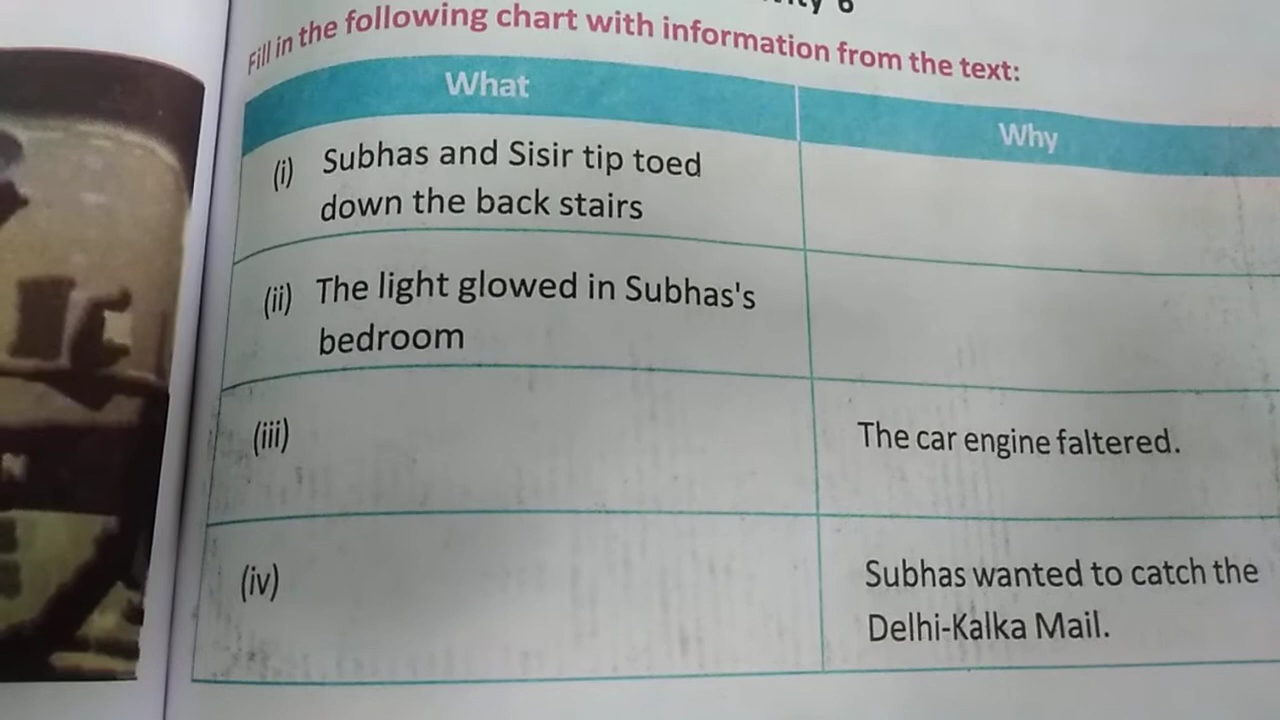 6
Fill in the following chart with information from the text:
What
Why
(i) Subhas and Sisir tip toed
down the back stairs
(ii) The light glowed in Subhas's
bedroom
(iii)
The car engine faltered.
(iv)
Subhas wanted to catch the
Delhi-Kalka Mail.
N